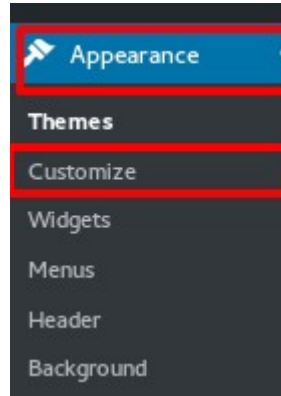 Appearance
Themes
Customize
Widgets
Menus
Header
Background